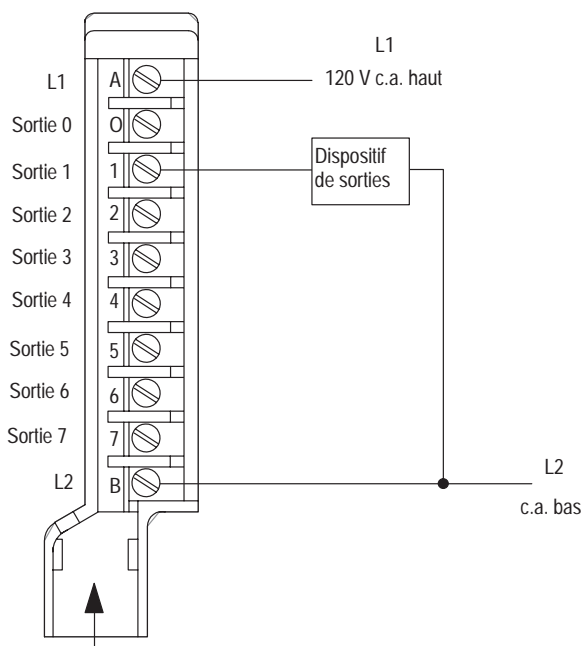 L1
L1 A 120 V c.a. haut
Sortie 0 O
Sortie 1 1 Dispositif
de sorties
Sortie 2 2
Sortie 3 3
Sortie 4 4
Sortie 5 5
Sortie 6 6
Sortie 7 7
L2 B L2
c.a. bas